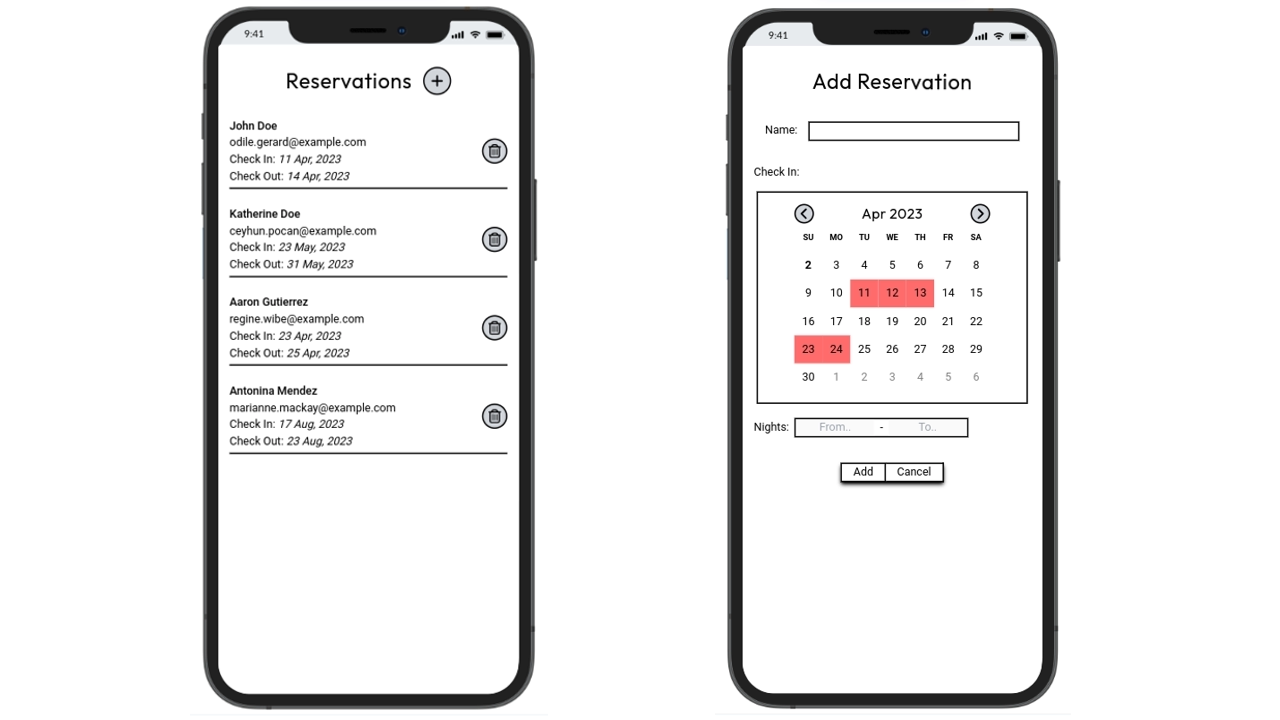 9:41
Reservations
John Doe
odile.gerard@example.com
Check In: 11 Apr, 2023
Check Out: 14 Apr, 2023
Katherine Doe
ceyhun.pocan@example.com
Check In: 23 May, 2023
Check Out: 31 May, 2023
Aaron Gutierrez
regine.wibe@example.com
Check In: 23 Apr, 2023
Check Out: 25 Apr, 2023
Antonina Mendez
marianne.mackay@example.com
Check In: 17 Aug, 2023
Check Out: 23 Aug, 2023
9:41
Add Reservation
Name:
Check In:
Apr 2023
SU MO TU WE TH FR SA
2 3 4 5 6 7 8
9 10 11 12 13 14 15
16 17 18 19 20 21 22
23 24 25 26 27 28 29
30 1 2 3 4 5 6
Nights: From.. - To..
Add Cancel